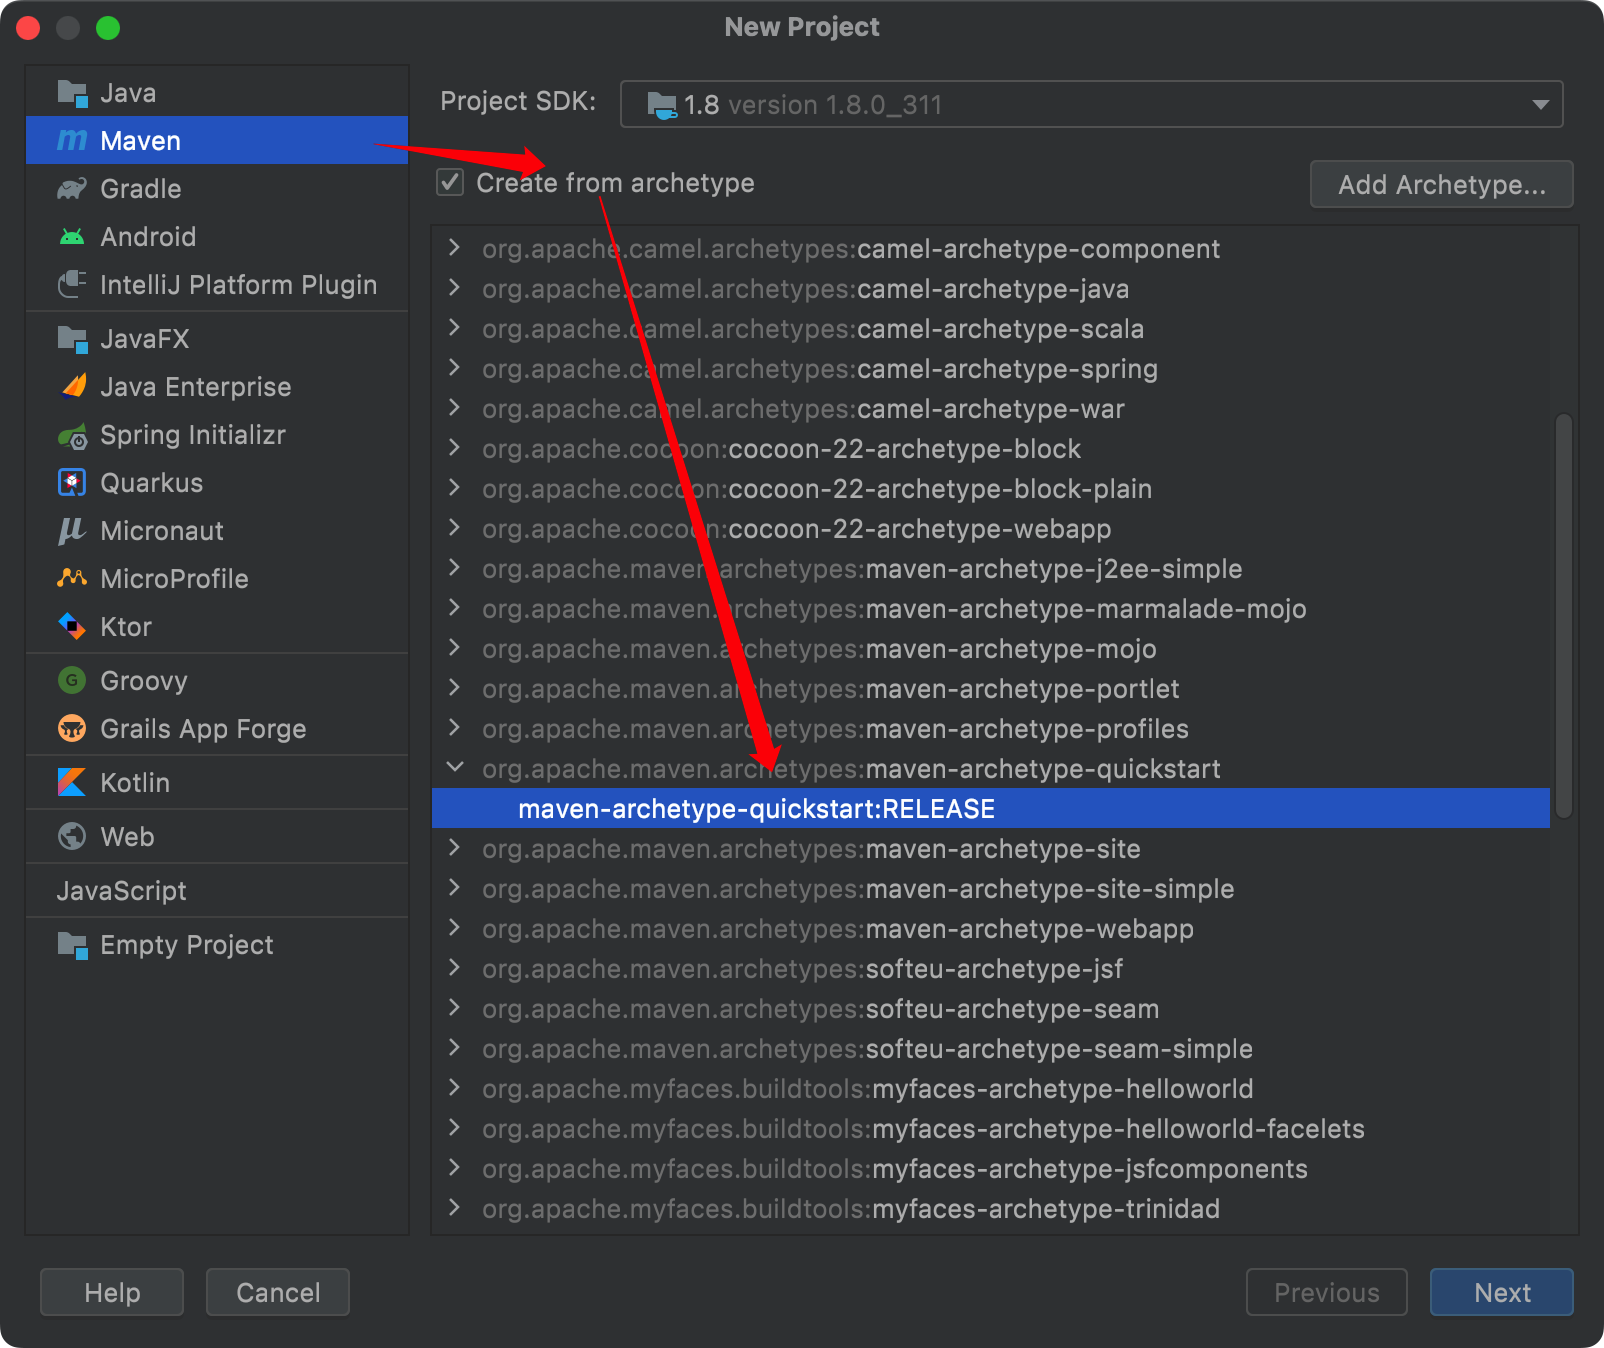 New Project
Java
Maven
Gradle
Android
IntelliJ Platform Plugin
JavaFX
Java Enterprise
Spring Initializr
Quarkus
Micronaut
MicroProfile
Ktor
Groovy
Grails App Forge
Kotlin
Web
JavaScript
Empty Project
Project SDK: 1.8 version 1.8.0_311
Create from archetype
Add Archetype...
org.apache.camel.archetypes:camel-archetype-component
org.apache.camel.archetypes:camel-archetype-java
org.apache.camel.archetypes:camel-archetype-scala
org.apache.camel.archetypes:camel-archetype-spring
org.apache.camel.archetypes:camel-archetype-war
org.apache.cocoon:cocoon-22-archetype-block
org.apache.cocoon:cocoon-22-archetype-block-plain
org.apache.cocoon:cocoon-22-archetype-webapp
org.apache.maven.archetypes:maven-archetype-j2ee-simple
org.apache.maven.archetypes:maven-archetype-marmalade-mojo
org.apache.maven.archetypes:maven-archetype-mojo
org.apache.maven.archetypes:maven-archetype-portlet
org.apache.maven.archetypes:maven-archetype-profiles
org.apache.maven.archetypes:maven-archetype-quickstart
maven-archetype-quickstart:RELEASE
org.apache.maven.archetypes:maven-archetype-site
org.apache.maven.archetypes:maven-archetype-site-simple
org.apache.maven.archetypes:maven-archetype-webapp
org.apache.maven.archetypes:softeu-archetype-jsf
org.apache.maven.archetypes:softeu-archetype-seam
org.apache.maven.archetypes:softeu-archetype-seam-simple
org.apache.myfaces.buildtools:myfaces-archetype-helloworld
org.apache.myfaces.buildtools:myfaces-archetype-helloworld-facelets
org.apache.myfaces.buildtools:myfaces-archetype-jsfcomponents
org.apache.myfaces.buildtools:myfaces-archetype-trinidad
Help
Cancel
Previous
Next